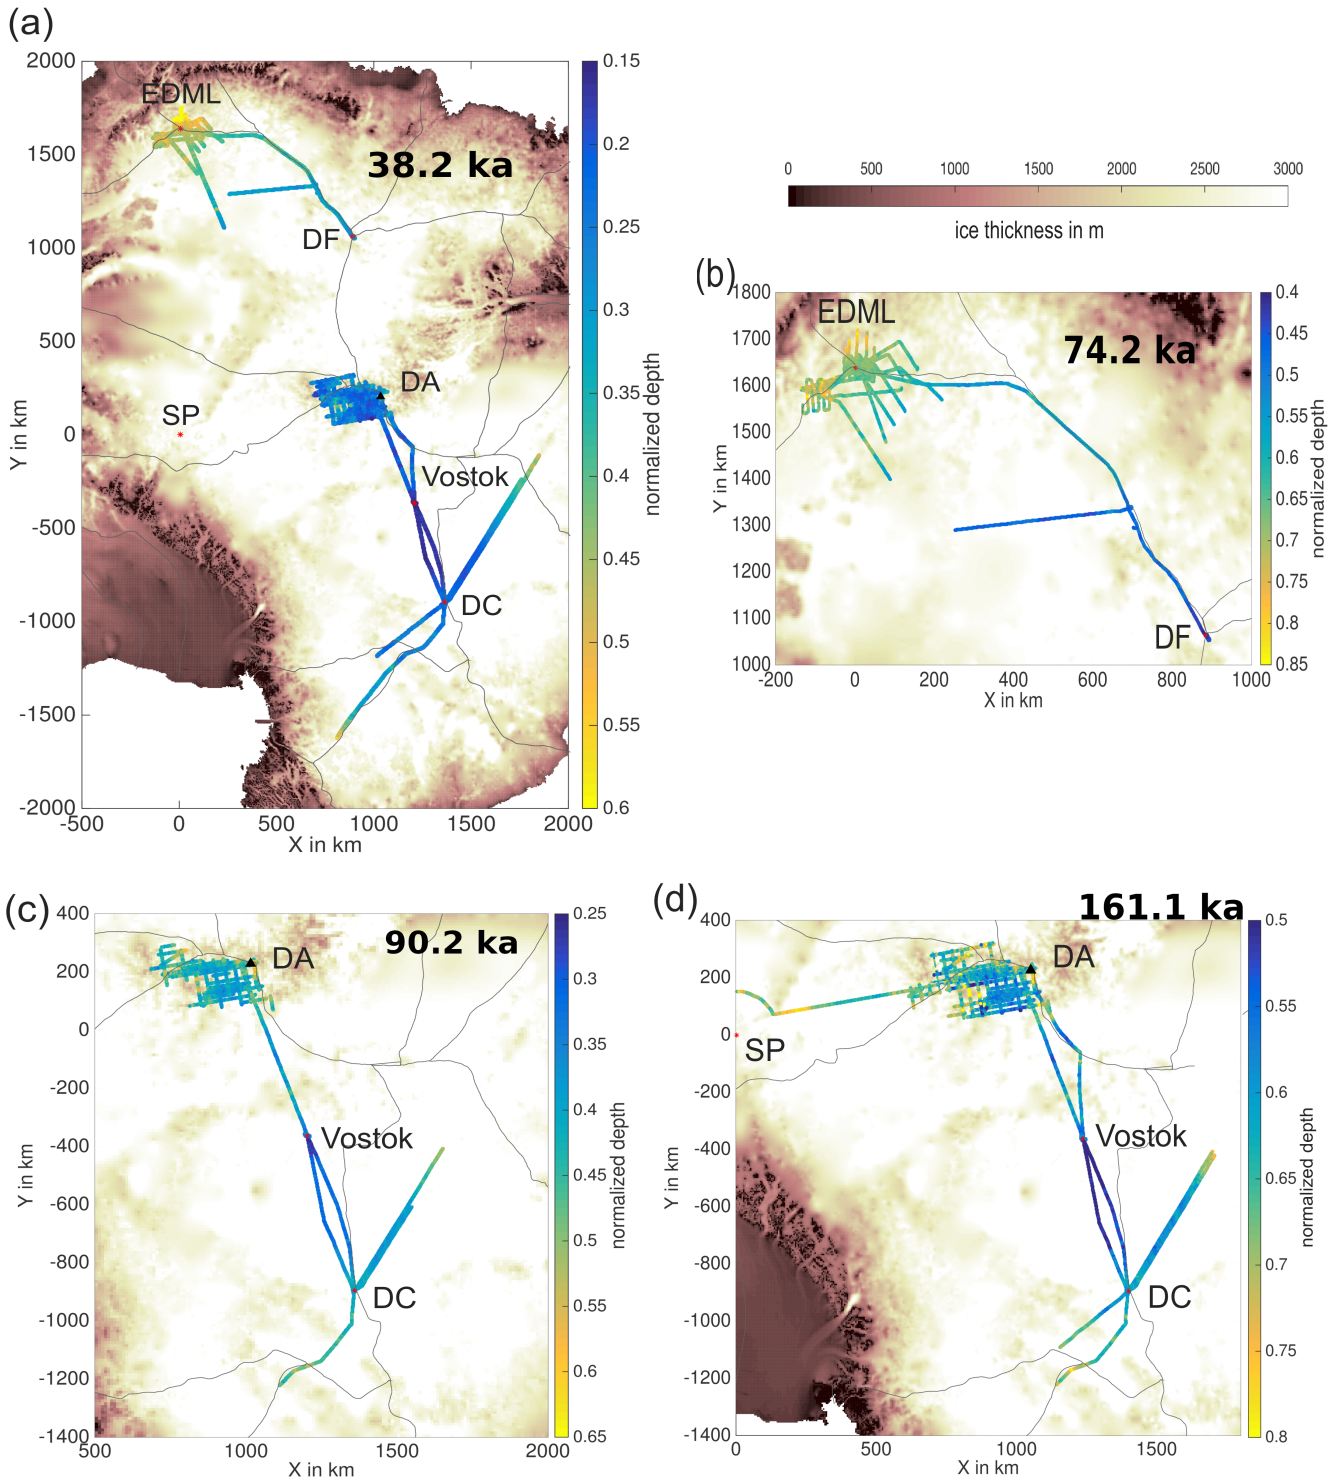 (a)
2000
1500
1000
500
0
-500
-1000
-1500
-2000
Y in km
-500 0 500 1000 1500 2000
X in km
EDML
38.2 ka
DF
DA
SP
Vostok
DC
0.15
0.2
0.25
0.3
0.35
0.4
0.45
0.5
0.55
0.6
normalized depth
0 500 1000 1500 2000 2500 3000
ice thickness in m
(b)
1800
1700
1600
1500
1400
1300
1200
1100
1000
Y in km
-200 0 200 400 600 800 1000
X in km
EDML
74.2 ka
DF
0.4
0.45
0.5
0.55
0.6
0.65
0.7
0.75
0.8
0.85
normalized depth
(c)
400
200
0
-200
-400
-600
-800
-1000
-1200
-1400
Y in km
500 1000 1500 2000
X in km
90.2 ka
DA
Vostok
DC
0.25
0.3
0.35
0.4
0.45
0.5
0.55
0.6
0.65
normalized depth
(d)
161.1 ka
400
200
0
-200
-400
-600
-800
-1000
-1200
-1400
Y in km
0 500 1000 1500
X in km
DA
SP
Vostok
DC
0.5
0.55
0.6
0.65
0.7
0.75
0.8
normalized depth